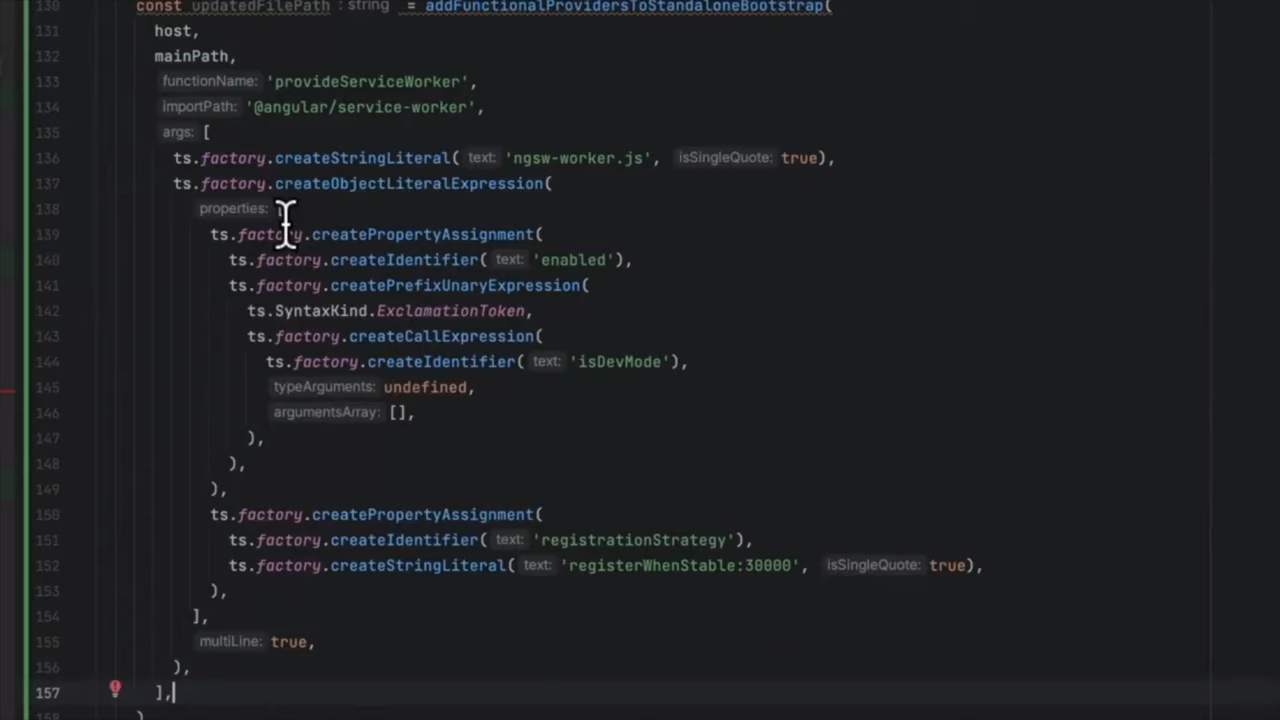 130 const updatedFilePath : string = addFunctionalProvidersToStandaloneBootstrap(
131 host,
132 mainPath,
133 functionName: 'provideServiceWorker',
134 importPath: '@angular/service-worker',
135 args: [
136 ts.factory.createStringLiteral( text: 'ngsw-worker.js', isSingleQuote: true),
137 ts.factory.createObjectLiteralExpression(
138 properties: [
139 ts.factory.createPropertyAssignment(
140 ts.factory.createIdentifier( text: 'enabled'),
141 ts.factory.createPrefixUnaryExpression(
142 ts.SyntaxKind.ExclamationToken,
143 ts.factory.createCallExpression(
144 ts.factory.createIdentifier( text: 'isDevMode'),
145 typeArguments: undefined,
146 argumentsArray: [],
147 ),
148 ),
149 ),
150 ts.factory.createPropertyAssignment(
151 ts.factory.createIdentifier( text: 'registrationStrategy'),
152 ts.factory.createStringLiteral( text: 'registerWhenStable:30000', isSingleQuote: true),
153 ),
154 ],
155 multiLine: true,
156 ),
157 ],
158 )